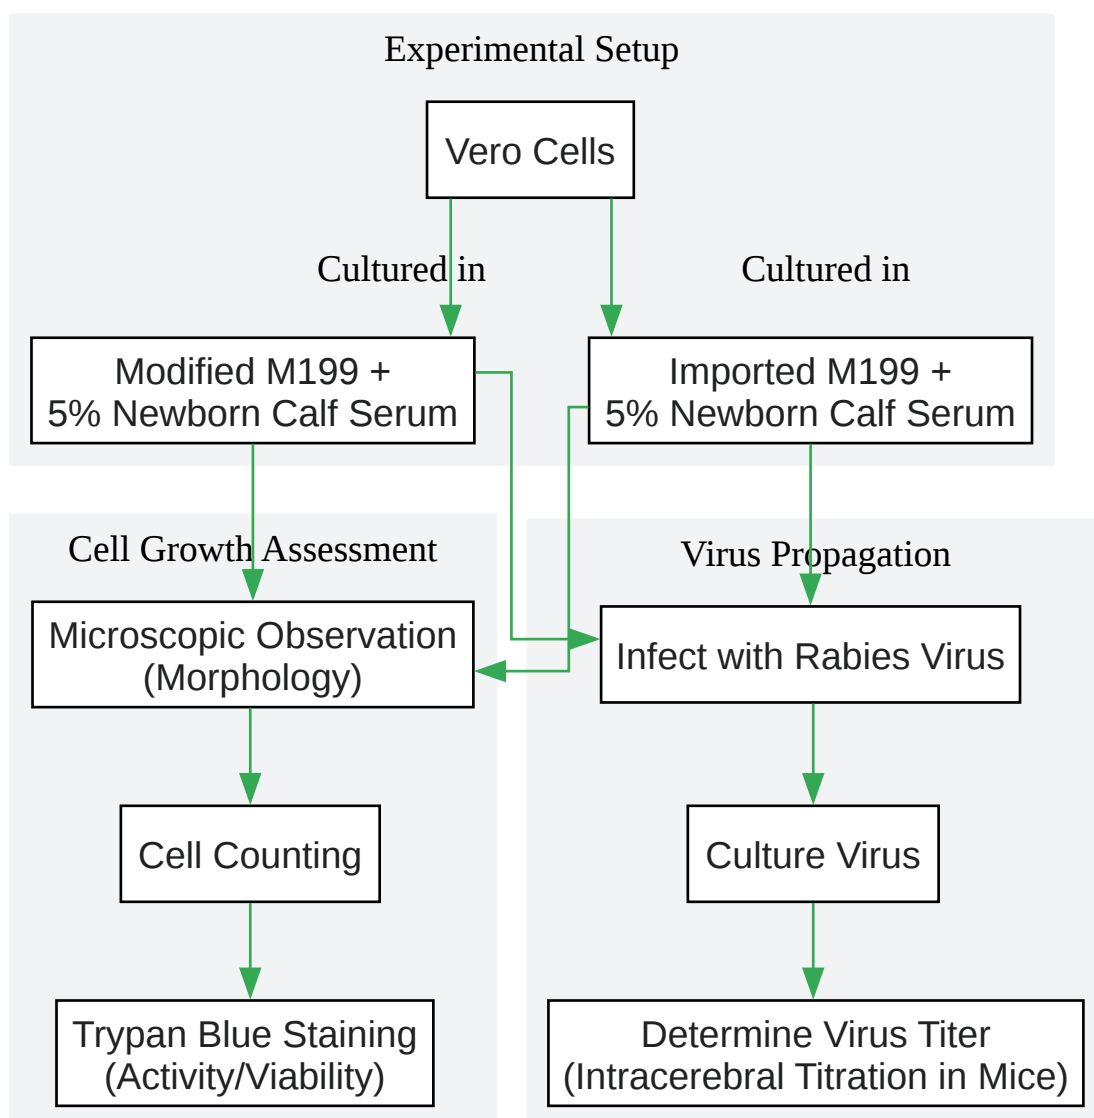 Experimental Setup
Vero Cells
Cultured in
Cultured in
Modified M199 +
5% Newborn Calf Serum
Imported M199 +
5% Newborn Calf Serum
Cell Growth Assessment
Microscopic Observation
(Morphology)
Cell Counting
Trypan Blue Staining
(Activity/Viability)
Virus Propagation
Infect with Rabies Virus
Culture Virus
Determine Virus Titer
(Intracerebral Titration in Mice)